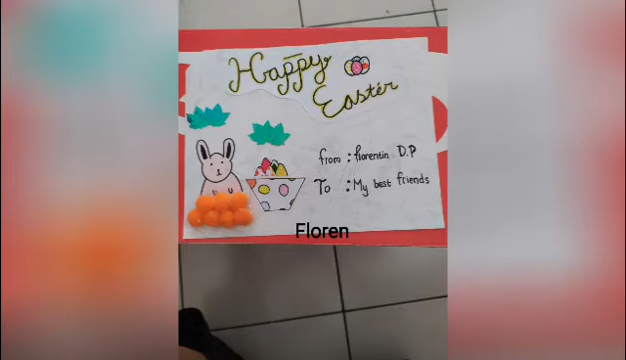 Happy
Easter
from : florentin D.P
To : My best friends
Floren